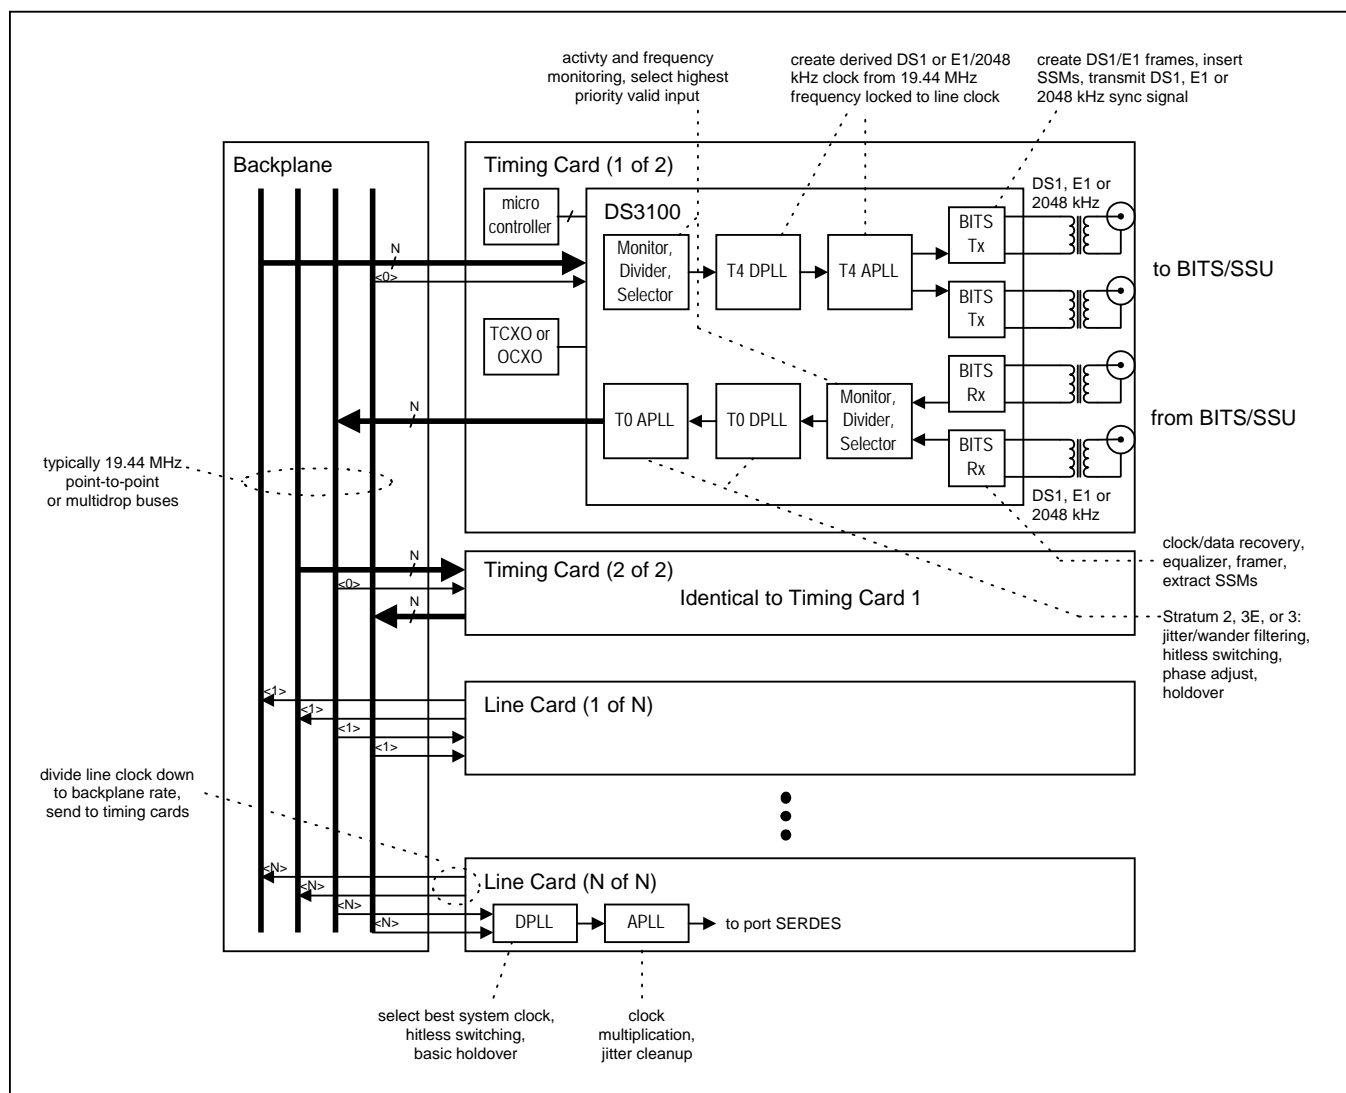 activty and frequency
monitoring, select highest
priority valid input
create derived DS1 or E1/2048
kHz clock from 19.44 MHz
frequency locked to line clock
create DS1/E1 frames, insert
SSMs, transmit DS1, E1 or
2048 kHz sync signal
Backplane
Timing Card (1 of 2)
micro
controller
DS3100
DS1, E1 or
2048 kHz
N
<0>
Monitor,
Divider,
Selector
T4 DPLL
T4 APLL
BITS
Tx
BITS
Tx
to BITS/SSU
TCXO or
OCXO
N
T0 APLL
T0 DPLL
Monitor,
Divider,
Selector
BITS
Rx
BITS
Rx
from BITS/SSU
DS1, E1 or
2048 kHz
typically 19.44 MHz
point-to-point
or multidrop buses
clock/data recovery,
equalizer, framer,
extract SSMs
N
<0>
N
Timing Card (2 of 2)
Identical to Timing Card 1
Stratum 2, 3E, or 3:
jitter/wander filtering,
hitless switching,
phase adjust,
holdover
<1>
<1>
<1>
<1>
Line Card (1 of N)
divide line clock down
to backplane rate,
send to timing cards
<N>
<N>
<N>
<N>
Line Card (N of N)
DPLL
APLL
to port SERDES
select best system clock,
hitless switching,
basic holdover
clock
multiplication,
jitter cleanup